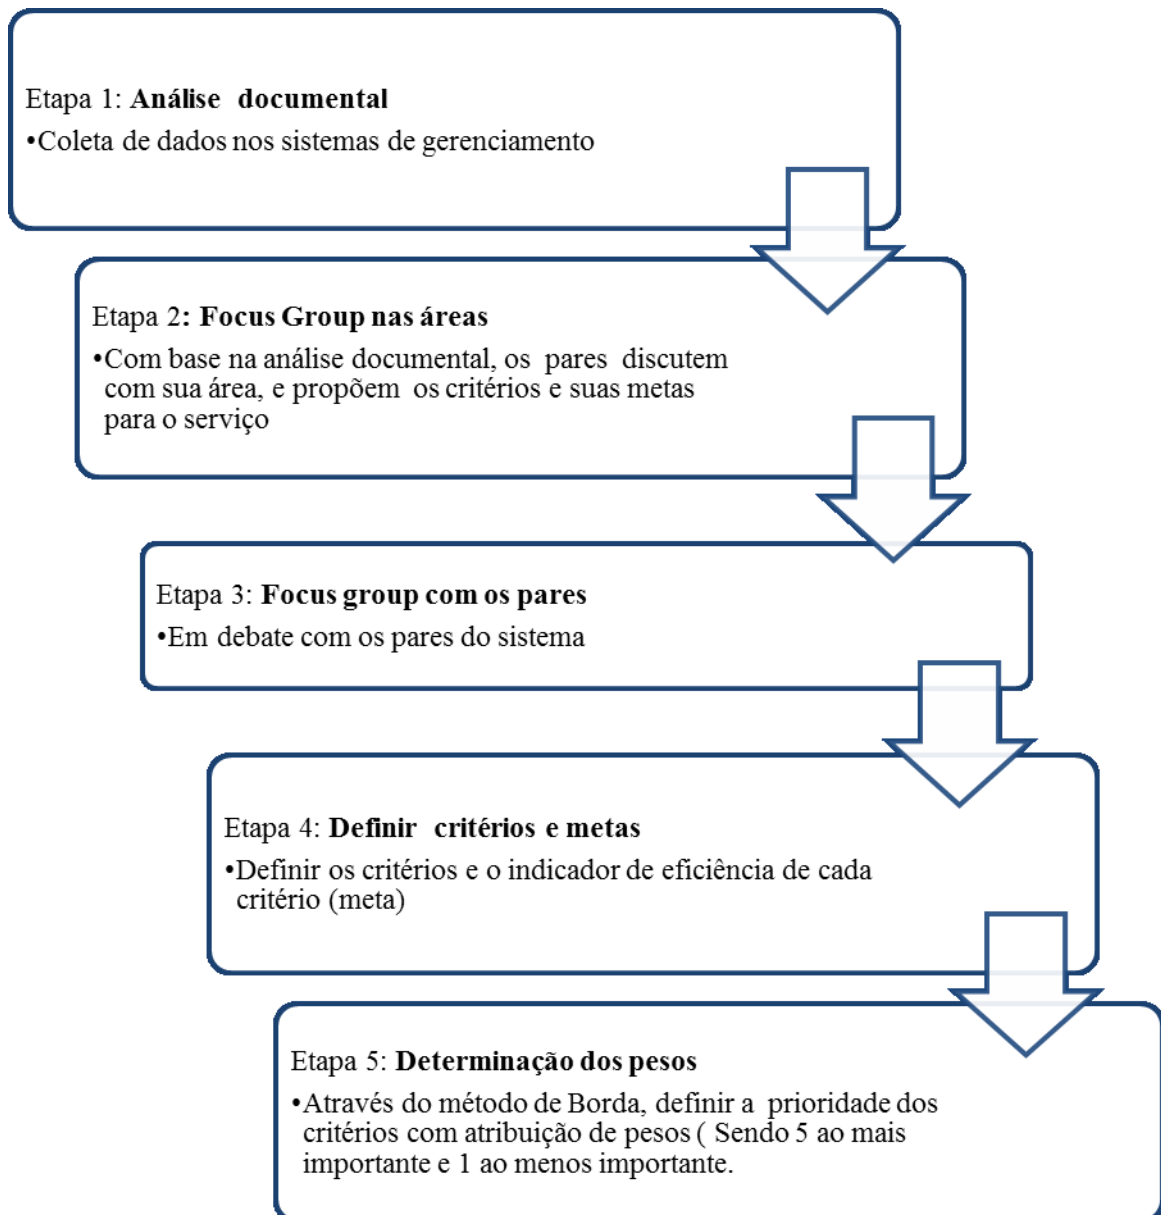 Etapa 1: Análise documental
•Coleta de dados nos sistemas de gerenciamento
Etapa 2: Focus Group nas áreas
•Com base na análise documental, os pares discutem
com sua área, e propõem os critérios e suas metas
para o serviço
Etapa 3: Focus group com os pares
•Em debate com os pares do sistema
Etapa 4: Definir critérios e metas
•Definir os critérios e o indicador de eficiência de cada
critério (meta)
Etapa 5: Determinação dos pesos
•Através do método de Borda, definir a prioridade dos
critérios com atribuição de pesos ( Sendo 5 ao mais
importante e 1 ao menos importante.